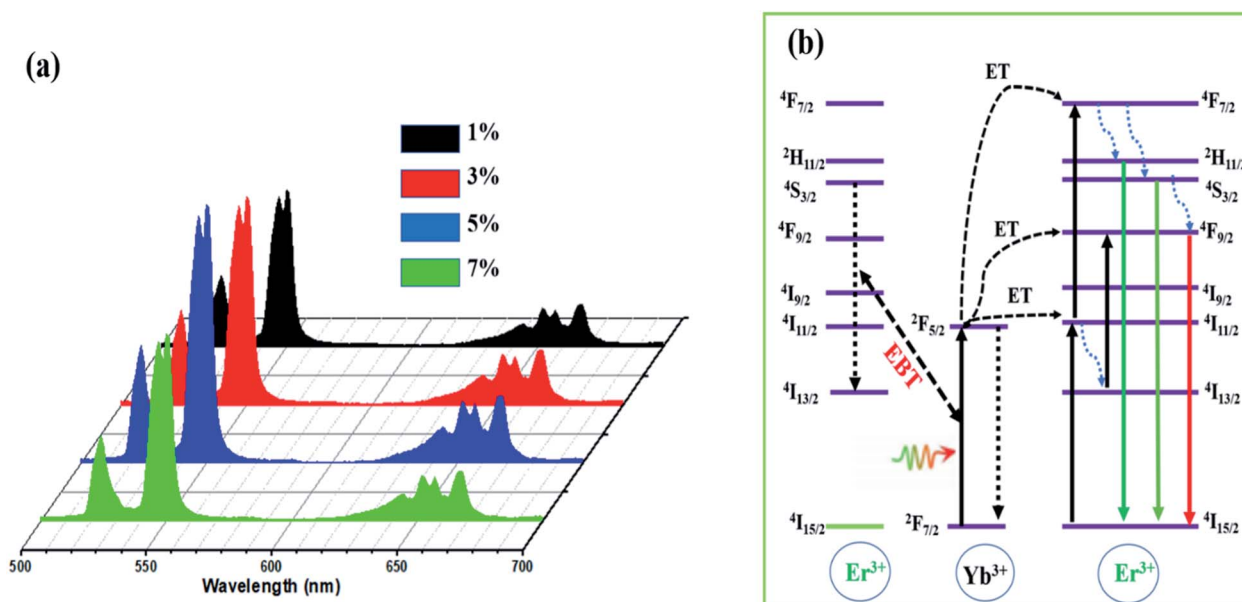 (a)
1%
3%
5%
7%
500 550 600 650 700
Wavelength (nm)
(b)
ET
⁴F₇/₂ ⁴F₇/₂
²H₁₁/₂ ²H₁₁/₂
⁴S₃/₂ ⁴S₃/₂
ET
⁴F₉/₂ ⁴F₉/₂
ET
⁴I₉/₂ ⁴I₉/₂
⁴I₁₁/₂ ²F₅/₂ ⁴I₁₁/₂
EBT
⁴I₁₃/₂ ⁴I₁₃/₂
⁴I₁₅/₂ ²F₇/₂ ⁴I₁₅/₂
Er³⁺ Yb³⁺ Er³⁺